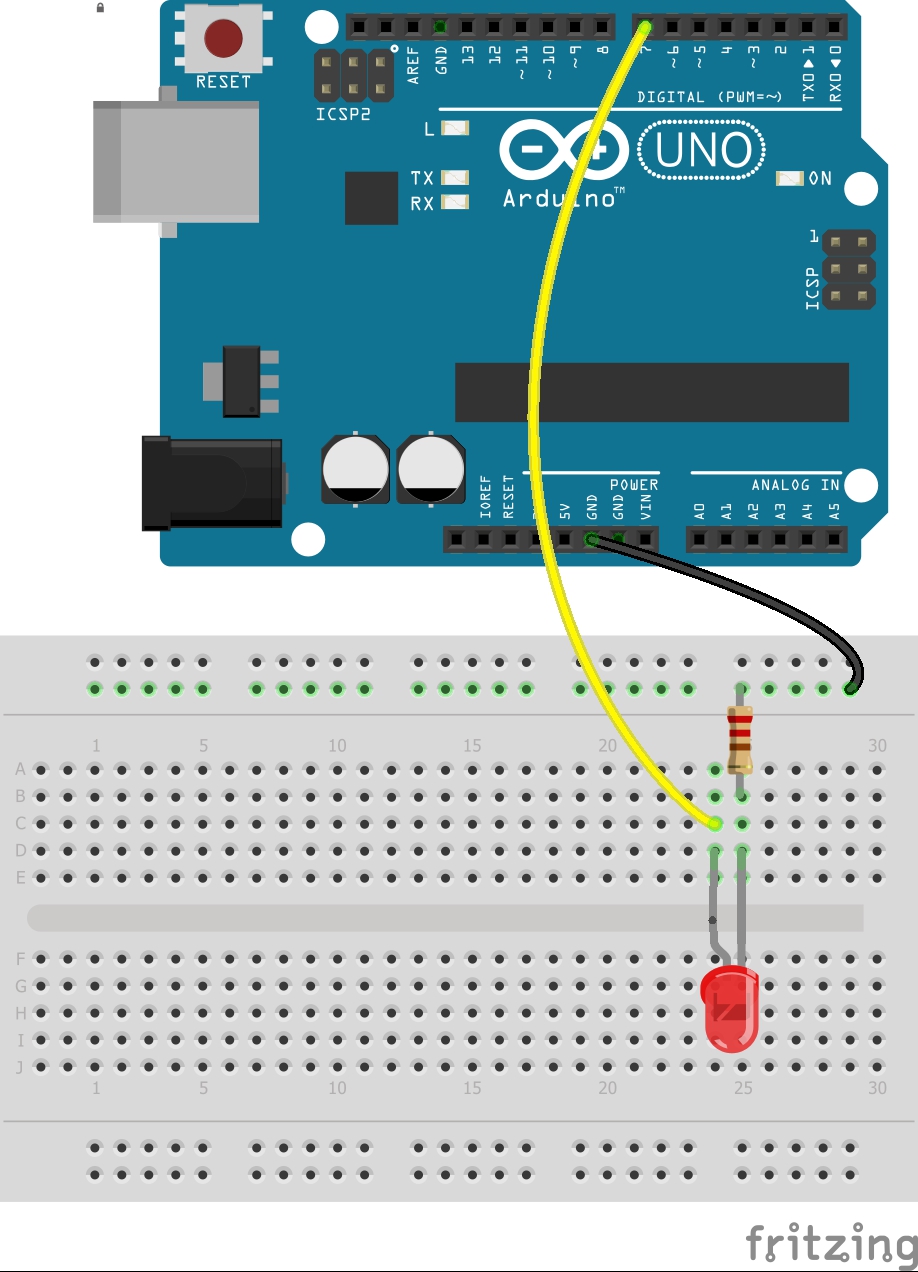 RESET
ICSP2
AREF
GND
13
12
~11
~10
~9
8
7
~6
~5
4
~3
2
TX0▶1
RX0◀0
DIGITAL (PWM=~)
L
TX
RX
UNO
Arduino™
ON
1
ICSP
POWER
ANALOG IN
IOREF
RESET
5V
GND
GND
VIN
A0
A1
A2
A3
A4
A5
1 5 10 15 20 30
A
B
C
D
E
F
G
H
I
J
1 5 10 15 20 25 30
fritzing